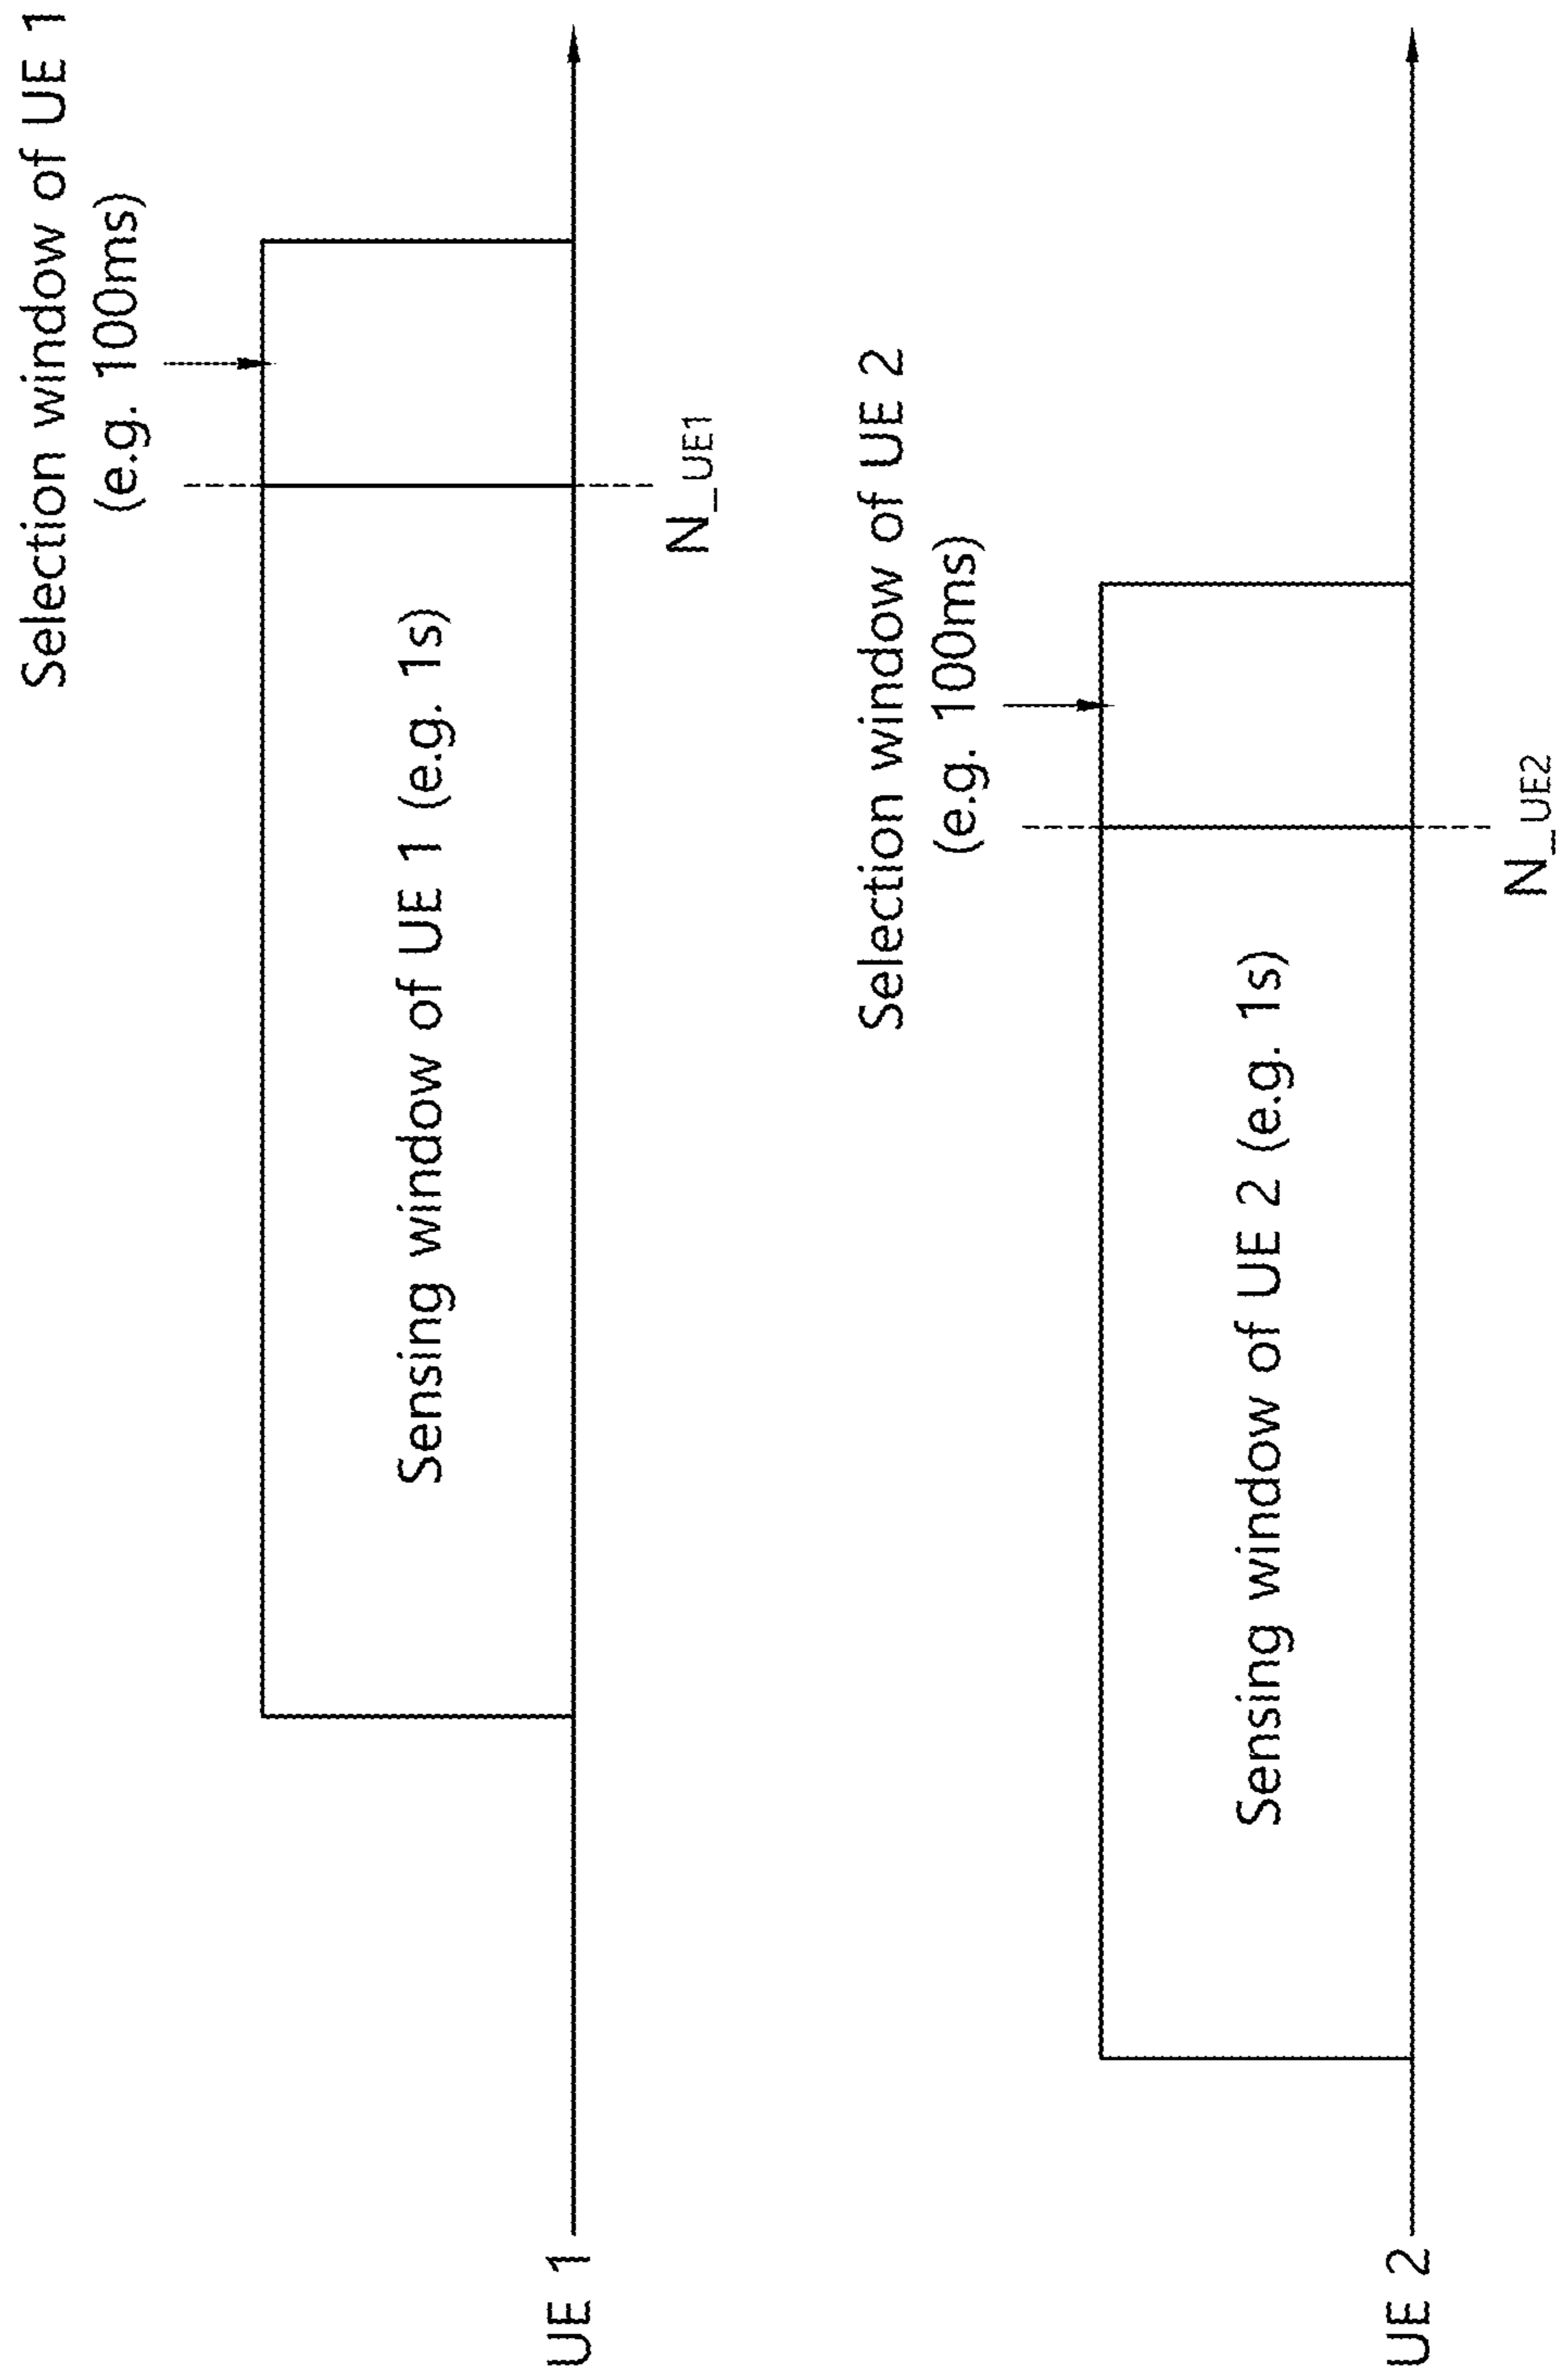 Selection window of UE 1
(e.g. 100ms)
Sensing window of UE 1 (e.g. 1s)
UE 1
N_UE1
Selection window of UE 2
(e.g. 100ms)
Sensing window of UE 2 (e.g. 1s)
UE 2
N_UE2